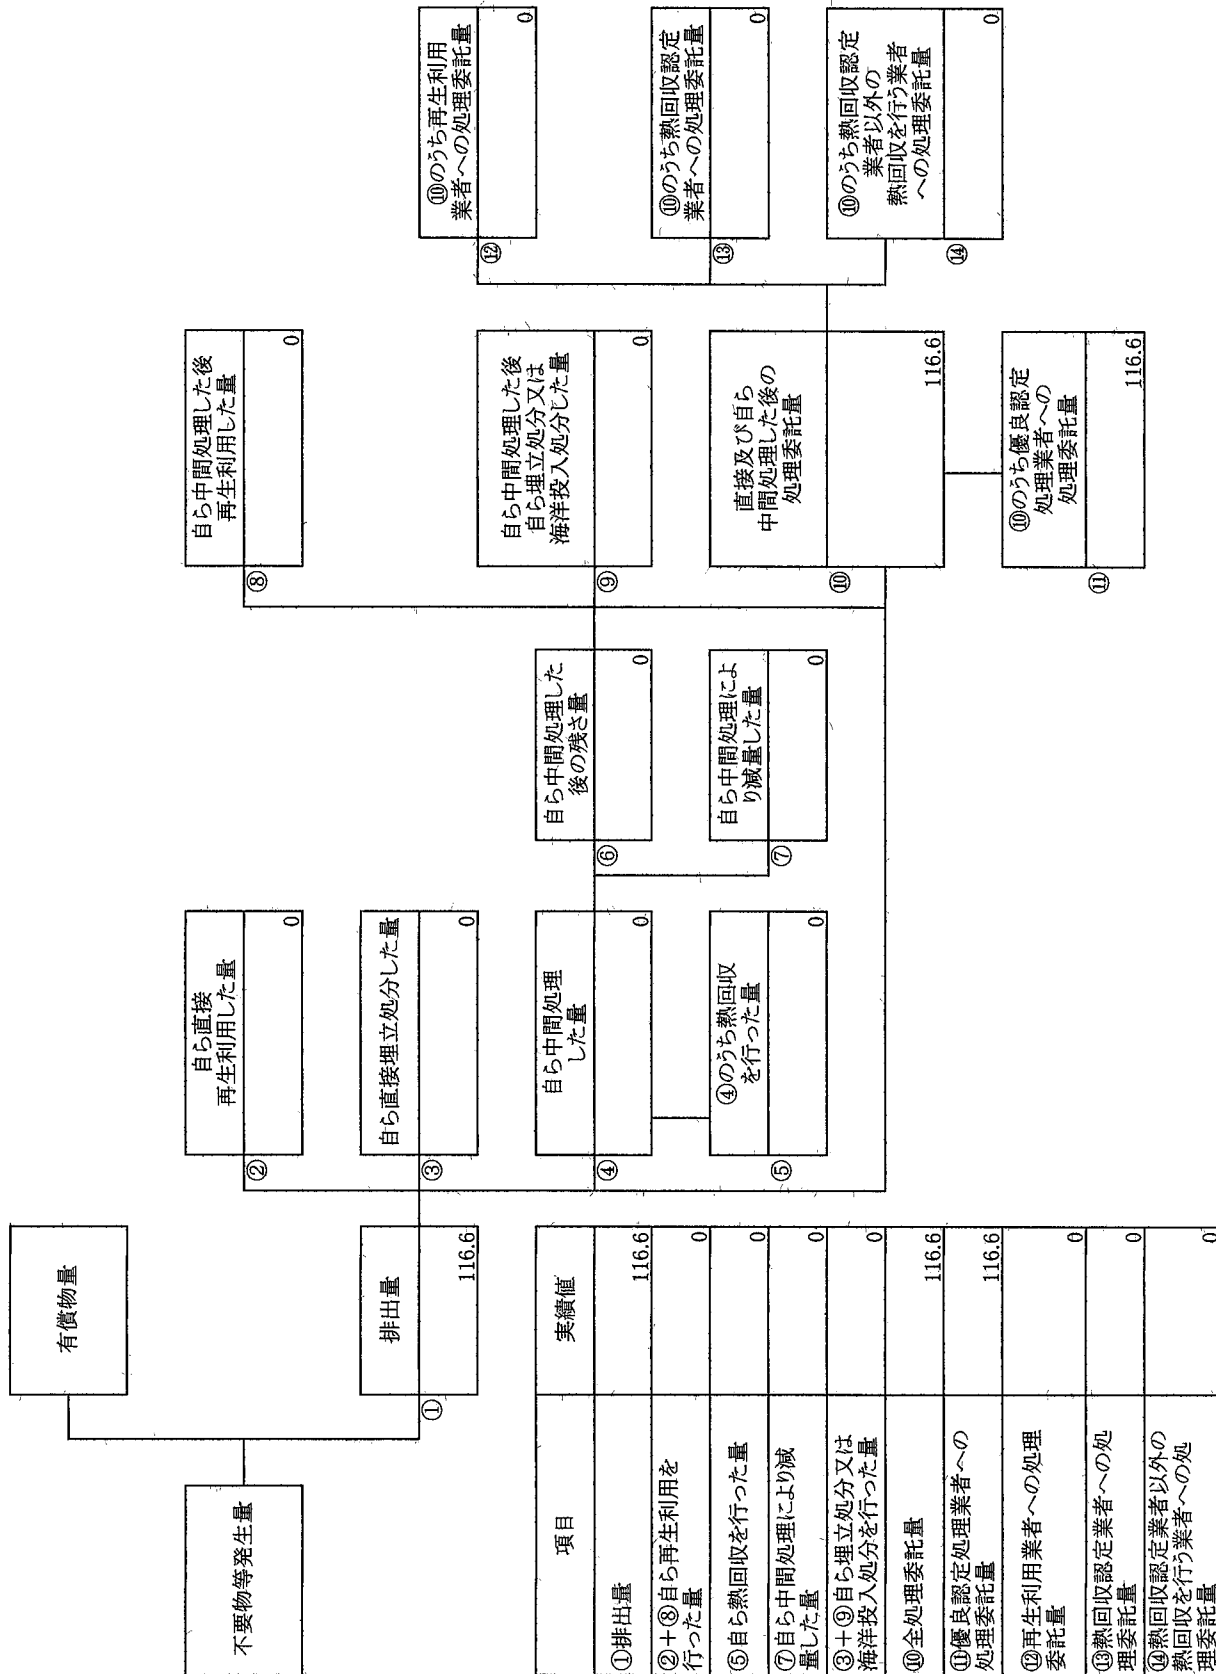 不要物等発生量
有償物量
①
排出量
116.6
②
自ら直接
再生利用した量
0
③
自ら直接埋立処分した量
0
④
自ら中間処理
した量
0
⑤
④のうち熱回収
を行った量
0
⑥
自ら中間処理した
後の残さ量
0
⑦
自ら中間処理によ
り減量した量
0
⑧
自ら中間処理した後
再生利用した量
0
⑨
自ら中間処理した後
自ら埋立処分又は
海洋投入処分した量
0
⑩
直接及び自ら
中間処理した後の
処理委託量
116.6
⑪
⑩のうち優良認定
処理業者への
処理委託量
116.6
⑫
⑩のうち再生利用
業者への処理委託量
0
⑬
⑩のうち熱回収認定
業者への処理委託量
0
⑭
⑩のうち熱回収認定
業者以外の
熱回収を行う業者
への処理委託量
0
項目 実績値
①排出量 116.6
②+⑧自ら再生利用を
行った量 0
⑤自ら熱回収を行った量 0
⑦自ら中間処理により減
量した量 0
③+⑨自ら埋立処分又は
海洋投入処分を行った量 0
⑩全処理委託量 116.6
⑪優良認定処理業者への
処理委託量 116.6
⑫再生利用業者への処理
委託量 0
⑬熱回収認定業者への処
理委託量 0
⑭熱回収認定業者以外の
熱回収を行う業者への処
理委託量 0